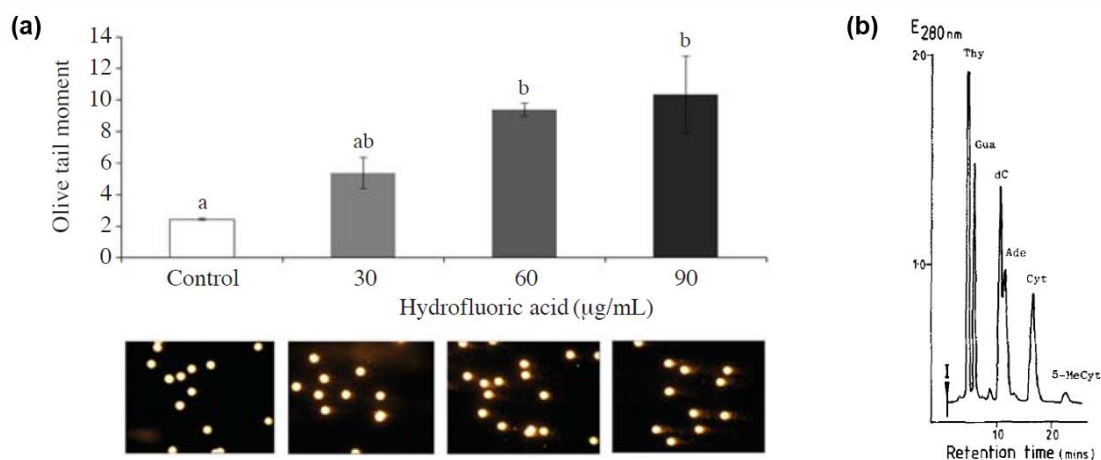 (a)
14
12
10
8
6
4
2
0
Olive tail moment
a
ab
b
b
Control
30
60
90
Hydrofluoric acid (µg/mL)
(b)
E280nm
2·0
1·0
Thy
Gua
dC
Ade
Cyt
5-MeCyt
I
10
20
Retention time (mins)